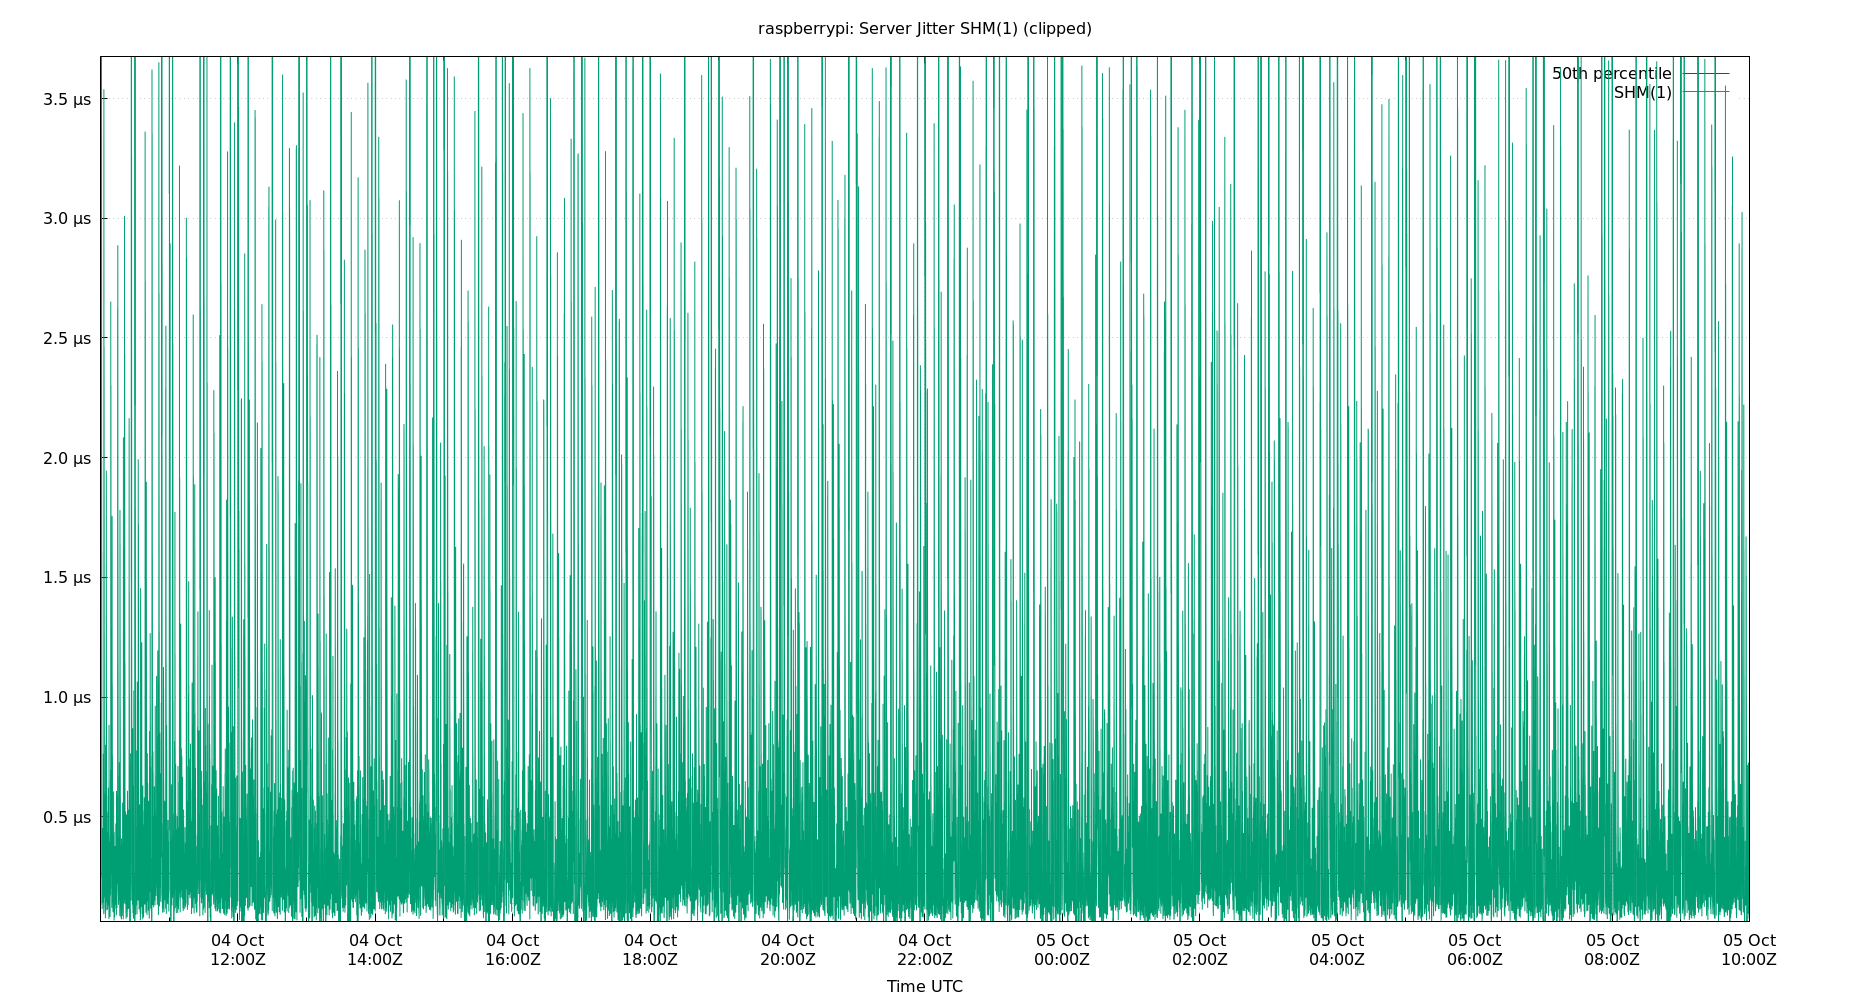 raspberrypi: Server Jitter SHM(1) (clipped)
50th percentile
SHM(1)
3.5 µs
3.0 µs
2.5 µs
2.0 µs
1.5 µs
1.0 µs
0.5 µs
04 Oct 04 Oct 04 Oct 04 Oct 04 Oct 04 Oct 05 Oct 05 Oct 05 Oct 05 Oct 05 Oct 05 Oct
12:00Z 14:00Z 16:00Z 18:00Z 20:00Z 22:00Z 00:00Z 02:00Z 04:00Z 06:00Z 08:00Z 10:00Z
Time UTC